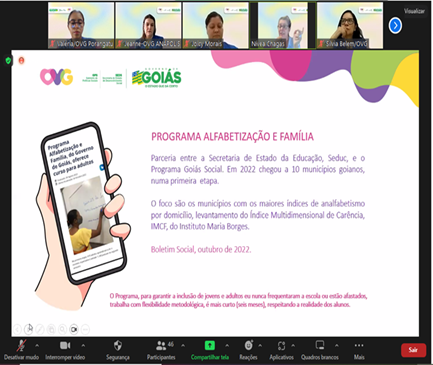 Visualizar
Valeria/OVG Porangatu
Jeanne-OVG ANAPOLIS
Joicy Morais
Nivea Chagas
Silvia Belem/OVG
OVG
GOIÁS
O ESTADO QUE DÁ CERTO
Programa
Alfabetização e
Família, do Governo
de Goiás, oferece
curso para adultos
PROGRAMA ALFABETIZAÇÃO E FAMÍLIA
Parceria entre a Secretaria de Estado da Educação, Seduc, e o
Programa Goiás Social. Em 2022 chegou a 10 municípios goianos,
numa primeira etapa.
O foco são os municípios com os maiores índices de analfabetismo
por domicílio, levantamento do Índice Multidimensional de Carência,
IMCF, do Instituto Maria Borges.
Boletim Social, outubro de 2022.
O Programa, para garantir a inclusão de jovens e adultos eu nunca frequentaram a escola ou estão afastados,
trabalha com flexibilidade metodológica, é mais curto (seis meses), respeitando a realidade dos alunos.
46
Desativar mudo
Interromper vídeo
Segurança
Participantes
Compartilhar tela
Reações
Aplicativos
Quadros brancos
Mais
Sair